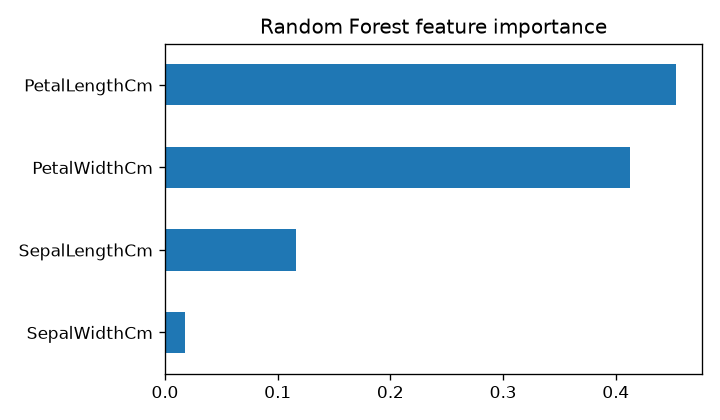 Random Forest feature importance
PetalLengthCm
PetalWidthCm
SepalLengthCm
SepalWidthCm
0.0 0.1 0.2 0.3 0.4